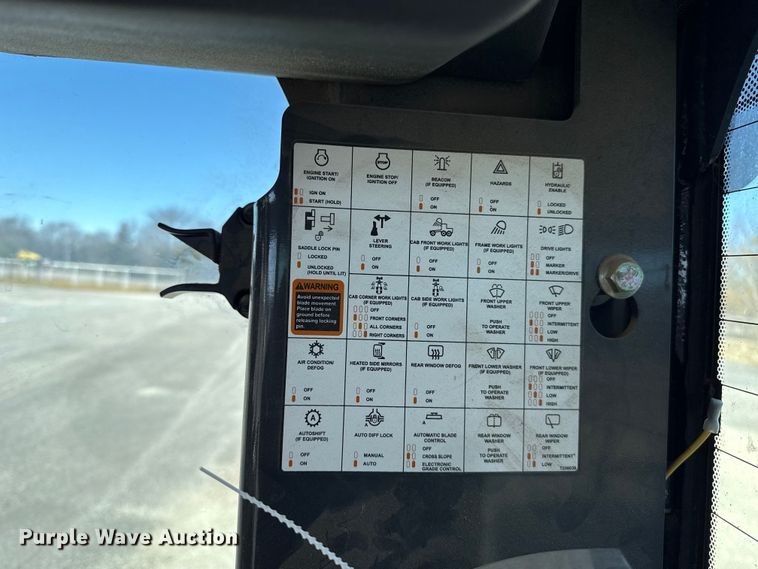 ENGINE START/
IGNITION ON
IGN ON
START (HOLD)
STOP
ENGINE STOP/
IGNITION OFF
BEACON
(IF EQUIPPED)
OFF
ON
HAZARDS
OFF
ON
HYDRAULIC
ENABLE
LOCKED
UNLOCKED
SADDLE LOCK PIN
LOCKED
UNLOCKED
(HOLD UNTIL LIT)
LEVER
STEERING
OFF
ON
CAB FRONT WORK LIGHTS
(IF EQUIPPED)
OFF
ON
FRAME WORK LIGHTS
(IF EQUIPPED)
OFF
ON
DRIVE LIGHTS
OFF
MARKER
MARKER/DRIVE
WARNING
Avoid unexpected
blade movement.
Place blade on
ground before
releasing locking
pin.
CAB CORNER WORK LIGHTS
(IF EQUIPPED)
OFF
FRONT CORNERS
ALL CORNERS
RIGHT CORNERS
CAB SIDE WORK LIGHTS
(IF EQUIPPED)
OFF
ON
FRONT UPPER
WASHER
PUSH
TO OPERATE
WASHER
FRONT UPPER
WIPER
OFF
INTERMITTENT
LOW
HIGH
AIR CONDITION/
DEFOG
OFF
ON
HEATED SIDE MIRRORS
(IF EQUIPPED)
OFF
ON
REAR WINDOW DEFOG
OFF
ON
FRONT LOWER WASHER
(IF EQUIPPED)
PUSH
TO OPERATE
WASHER
FRONT LOWER WIPER
(IF EQUIPPED)
OFF
INTERMITTENT
LOW
HIGH
A
AUTOSHIFT
(IF EQUIPPED)
OFF
ON
AUTO DIFF LOCK
MANUAL
AUTO
A
AUTOMATIC BLADE
CONTROL
OFF
CROSS SLOPE
ELECTRONIC
GRADE CONTROL
REAR WINDOW
WASHER
PUSH
TO OPERATE
WASHER
REAR WINDOW
WIPER
OFF
INTERMITTENT
LOW
Purple Wave Auction